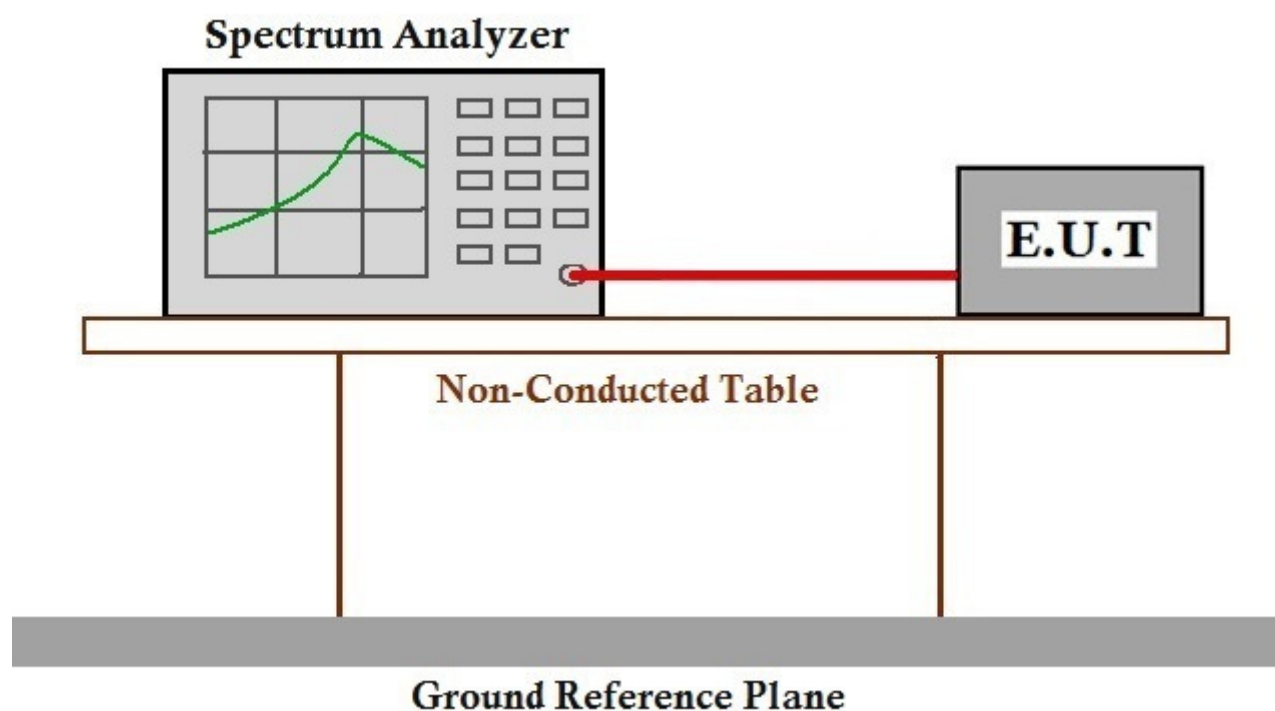 Spectrum Analyzer
E.U.T
Non-Conducted Table
Ground Reference Plane